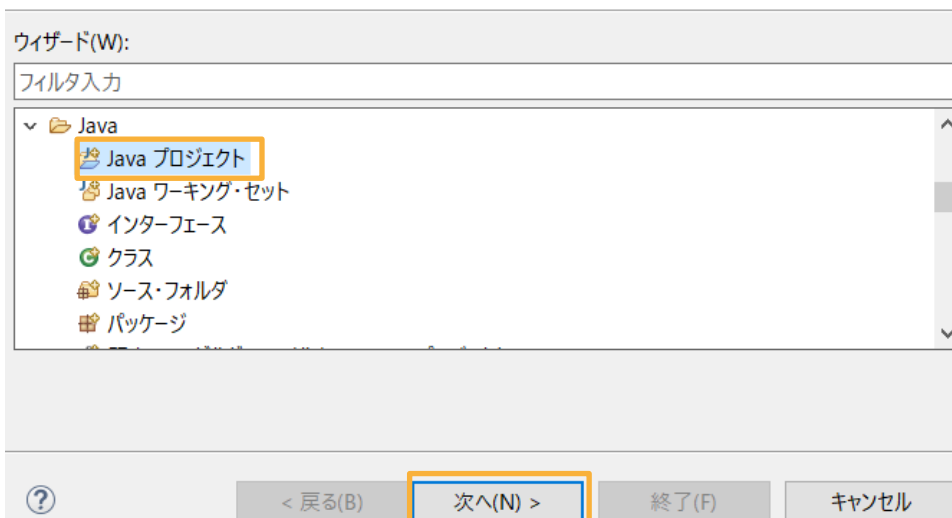 ウィザード(W):
フィルタ入力
Java
Java プロジェクト
Java ワーキング・セット
インターフェース
クラス
ソース・フォルダ
パッケージ
< 戻る(B) 次へ(N) > 終了(F) キャンセル